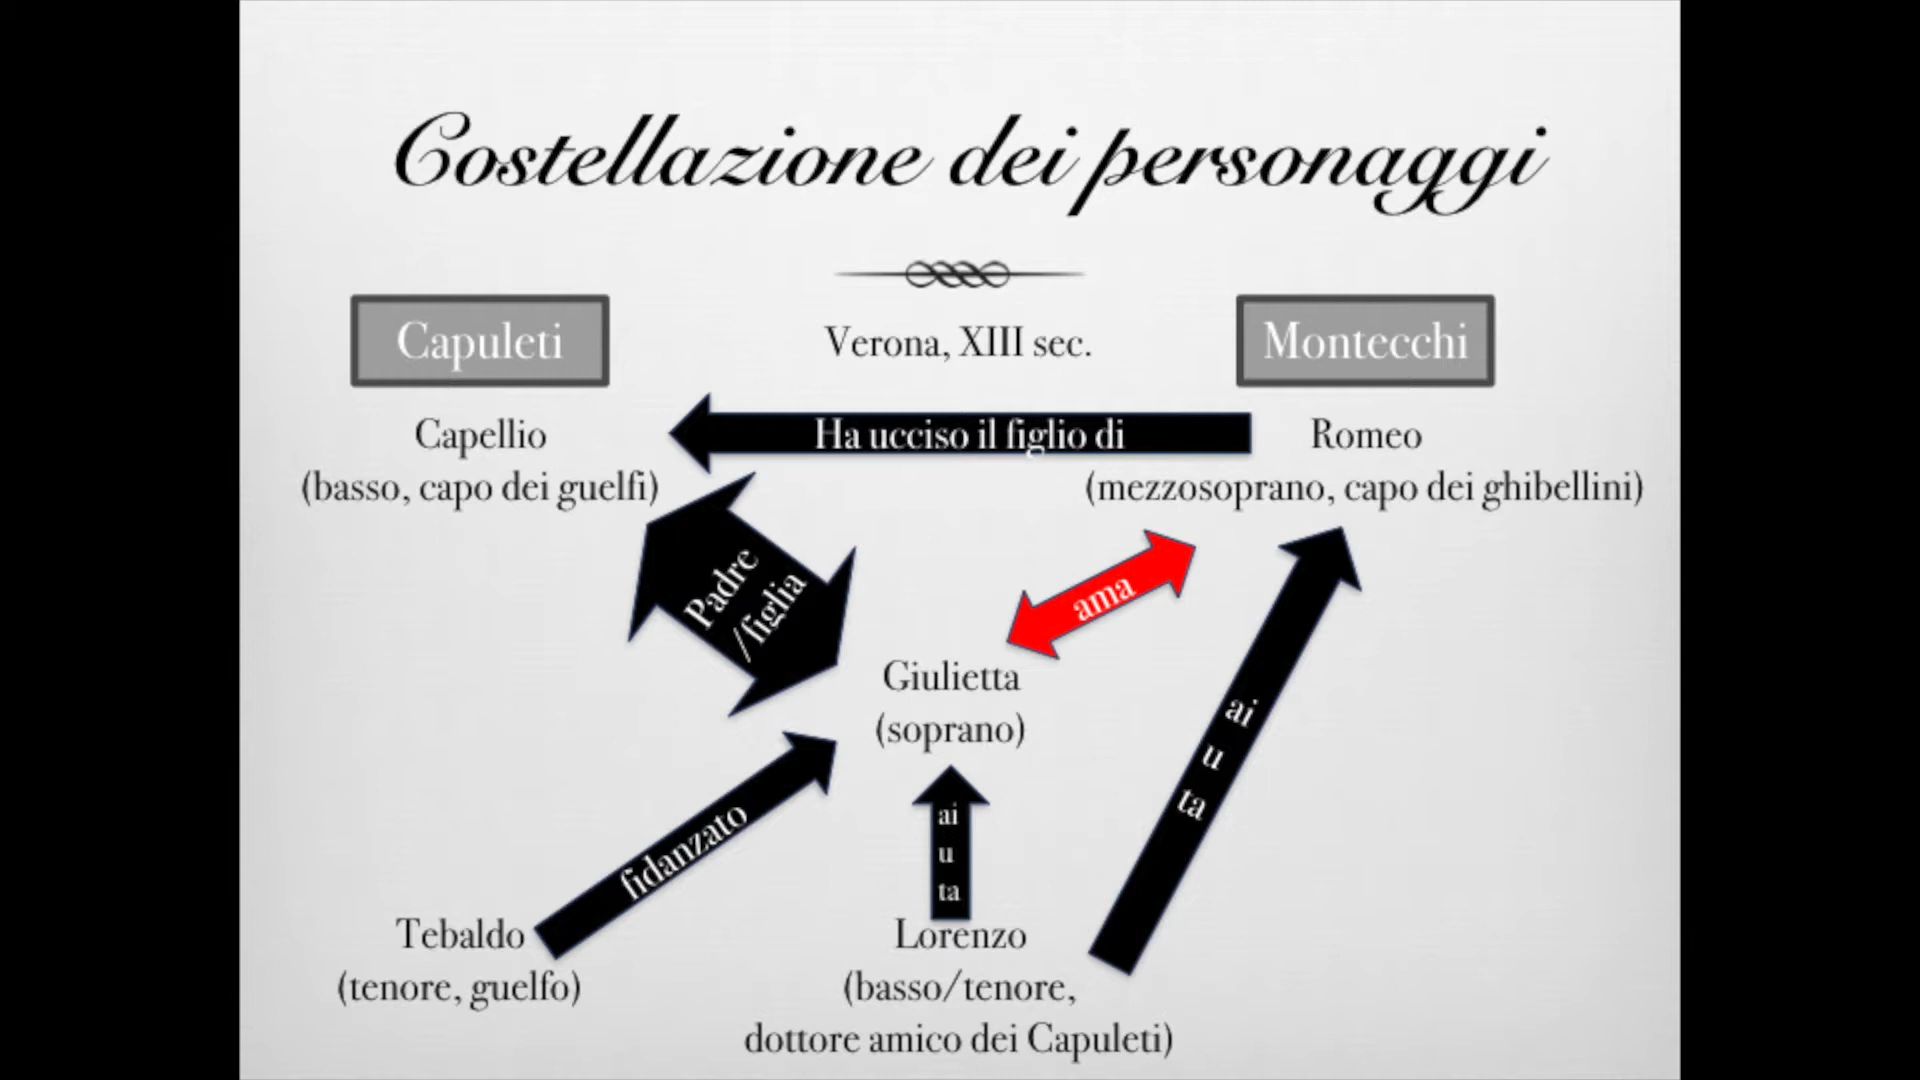 Costellazione dei personaggi
Capuleti
Verona, XIII sec.
Montecchi
Capellio
(basso, capo dei guelfi)
Ha ucciso il figlio di
Romeo
(mezzosoprano, capo dei ghibellini)
Padre
/figlia
ama
Giulietta
(soprano)
fidanzato
ai
u
ta
ai
u
ta
Tebaldo
(tenore, guelfo)
Lorenzo
(basso/tenore,
dottore amico dei Capuleti)